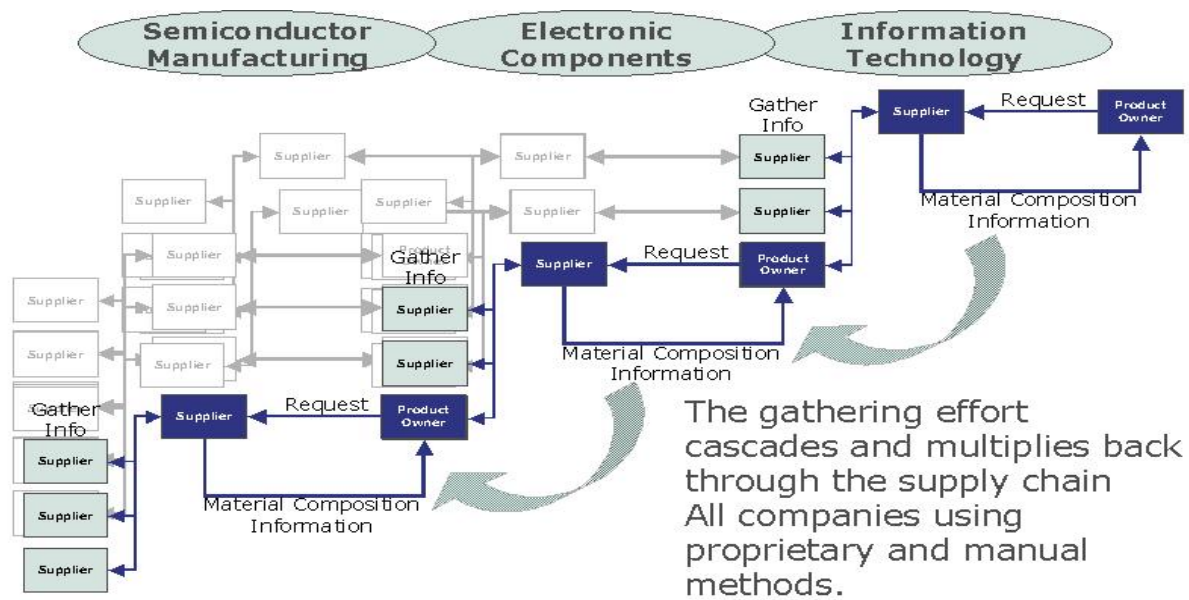 Semiconductor
Manufacturing
Electronic
Components
Information
Technology
Gather
Info
Supplier
Request
Product
Owner
Supplier
Supplier
Supplier
Supplier
Supplier
Supplier
Supplier
Supplier
Supplier
Material Composition
Information
Supplier
Gather
Info
Supplier
Request
Product
Owner
Supplier
Supplier
Supplier
Supplier
Supplier
Supplier
Material Composition
Information
Gather
Info
Supplier
Request
Product
Owner
Supplier
Supplier
Supplier
Material Composition
Information
The gathering effort
cascades and multiplies back
through the supply chain
All companies using
proprietary and manual
methods.